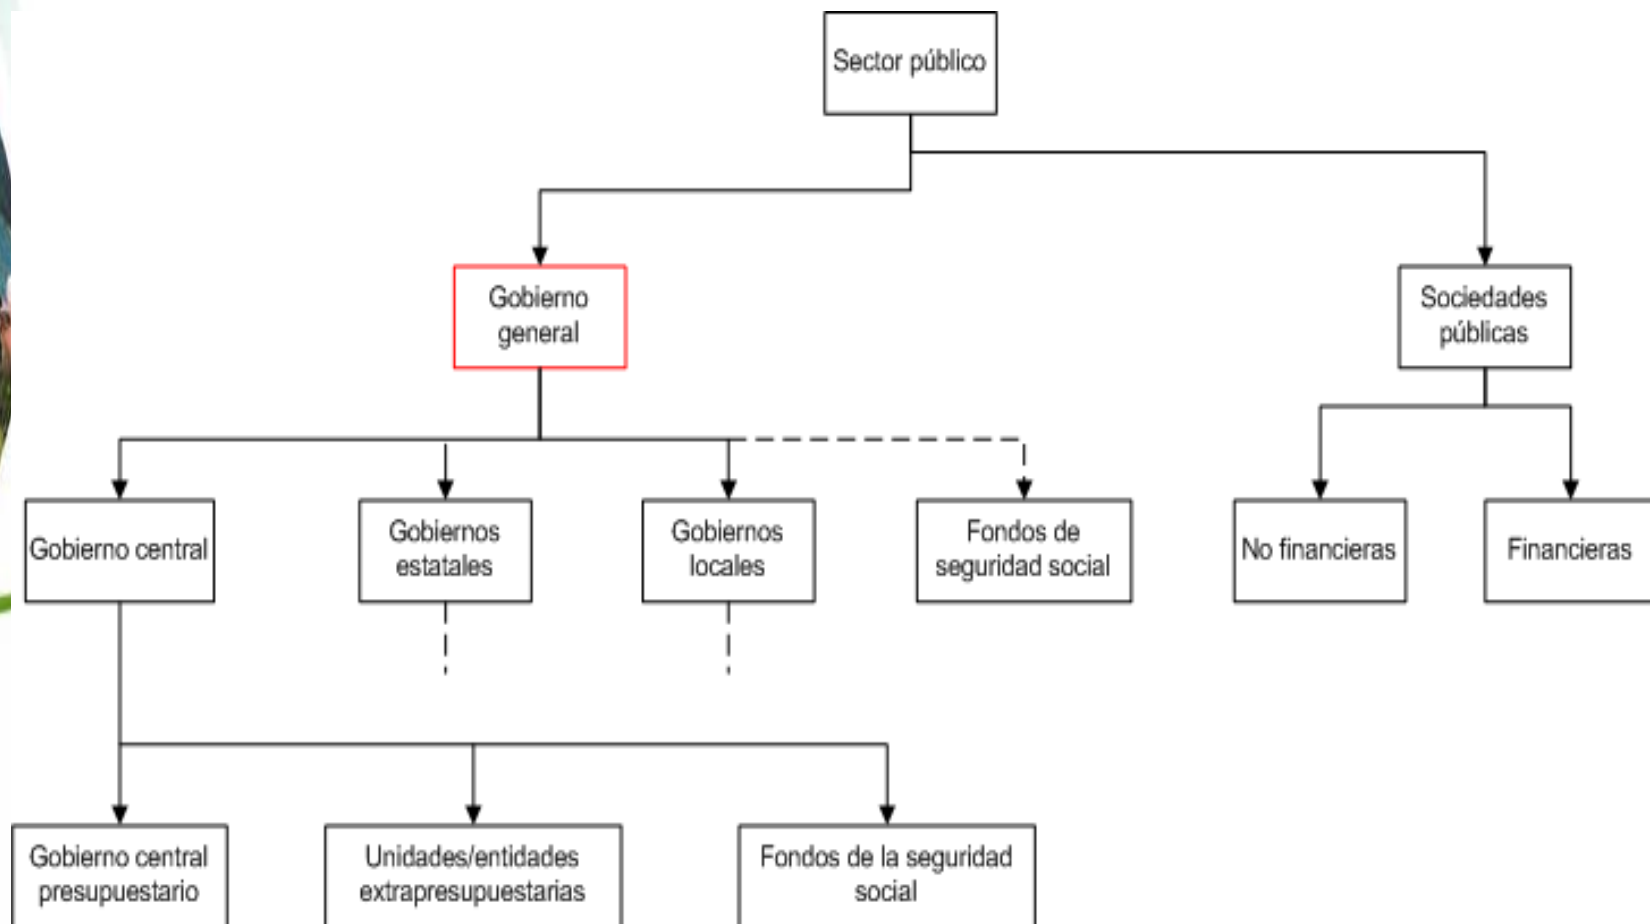 Sector público
Gobierno
general
Sociedades
públicas
Gobierno central
Gobiernos
estatales
Gobiernos
locales
Fondos de
seguridad social
No financieras
Financieras
Gobierno central
presupuestario
Unidades/entidades
extrapresupuestarias
Fondos de la seguridad
social